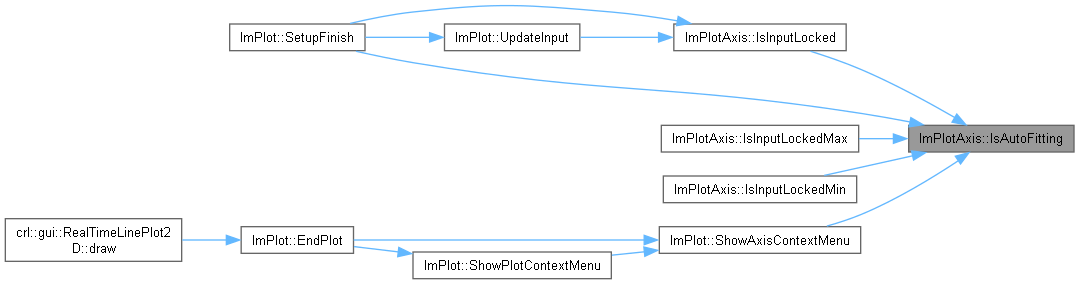 ImPlot::SetupFinish
ImPlot::UpdateInput
ImPlotAxis::IsInputLocked
ImPlotAxis::IsInputLockedMax
ImPlotAxis::IsAutoFitting
ImPlotAxis::IsInputLockedMin
crl::gui::RealTimeLinePlot2
D::draw
ImPlot::EndPlot
ImPlot::ShowAxisContextMenu
ImPlot::ShowPlotContextMenu